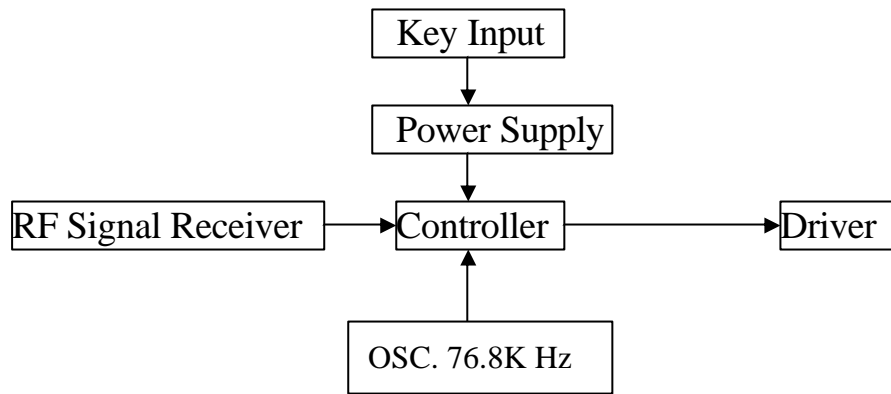 Key Input
Power Supply
RF Signal Receiver
Controller
Driver
OSC. 76.8K Hz